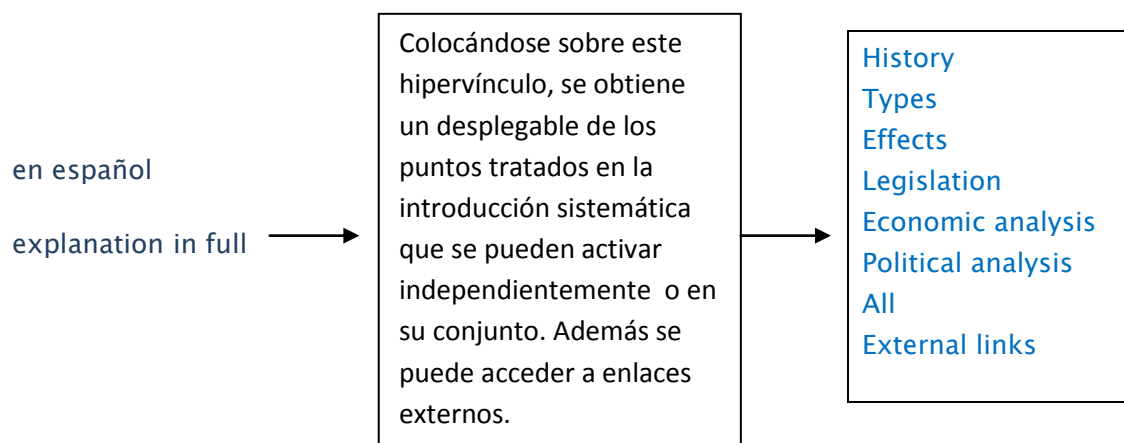 en español
explanation in full
Colocándose sobre este
hipervínculo, se obtiene
un desplegable de los
puntos tratados en la
introducción sistemática
que se pueden activar
independientemente o en
su conjunto. Además se
puede acceder a enlaces
externos.
History
Types
Effects
Legislation
Economic analysis
Political analysis
All
External links